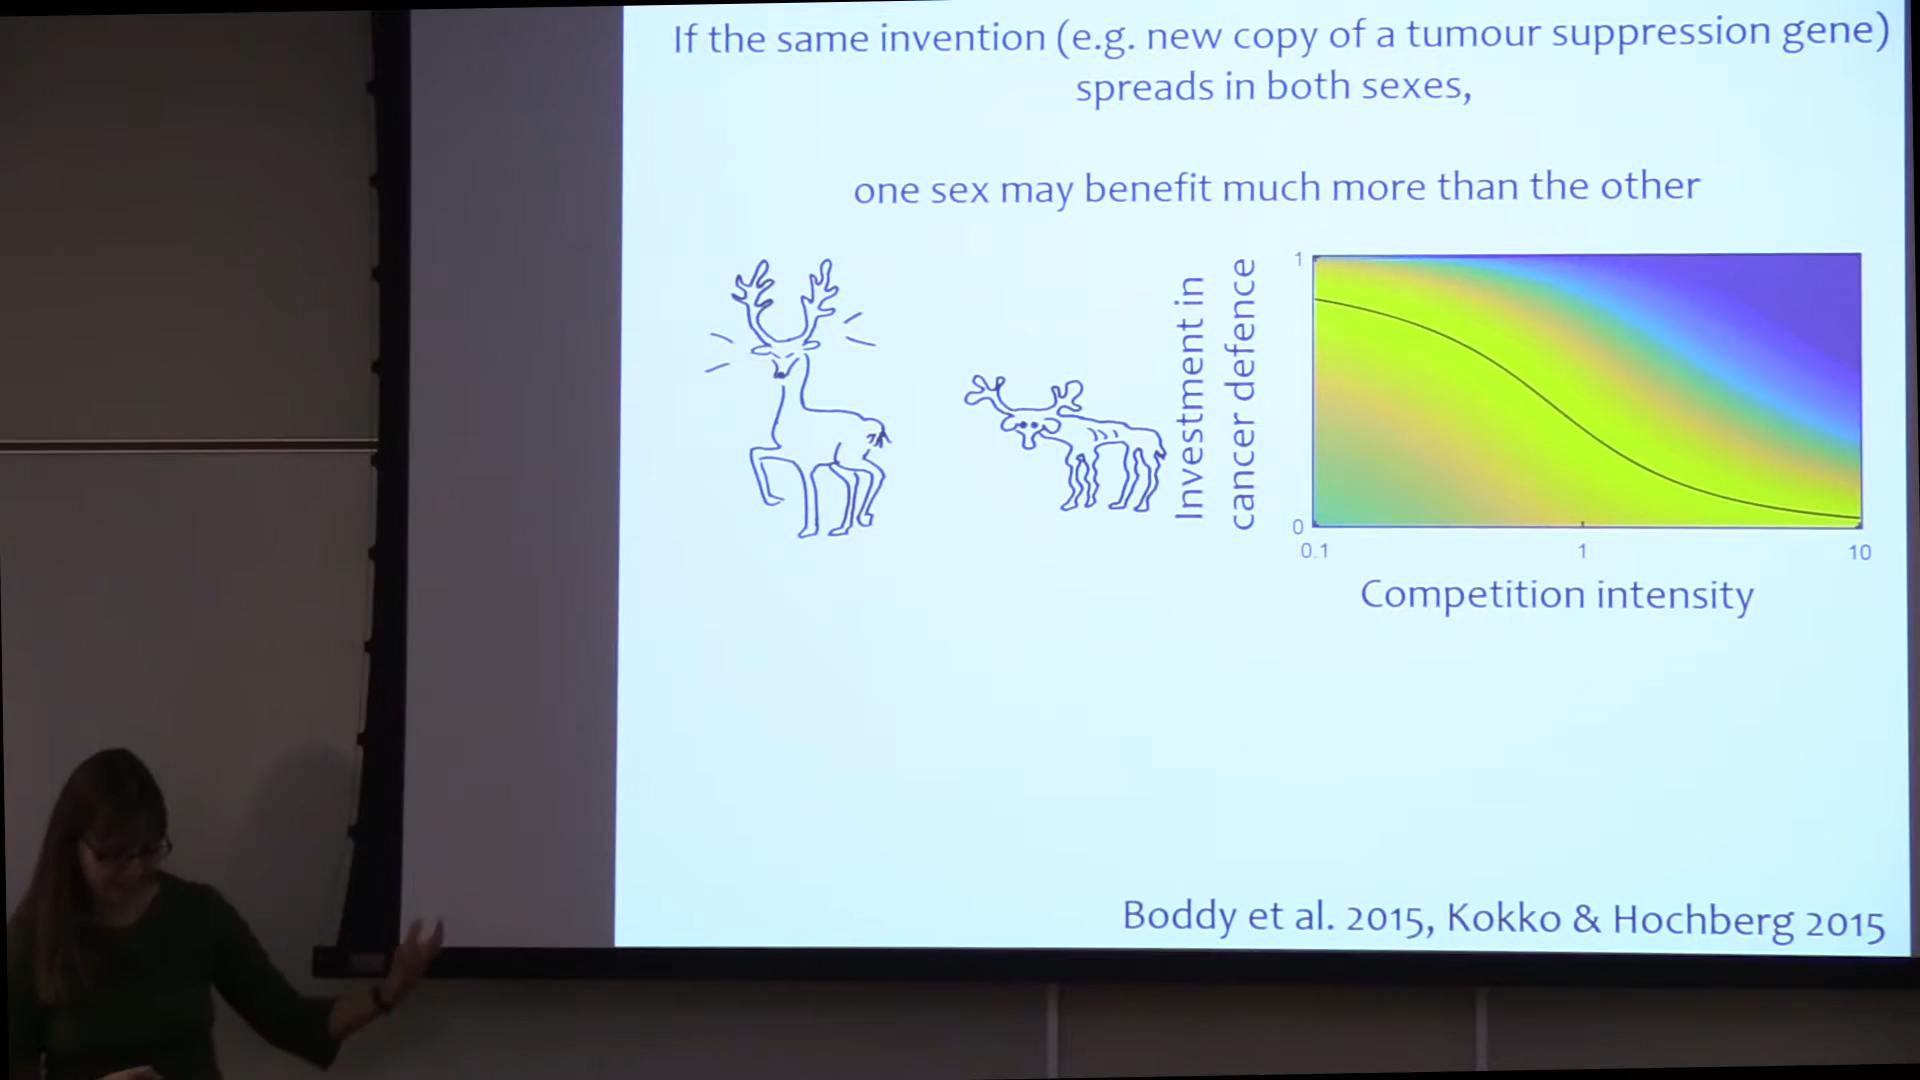 If the same invention (e.g. new copy of a tumour suppression gene)
spreads in both sexes,
one sex may benefit much more than the other
Investment in
cancer defence
1
0
0.1
1
10
Competition intensity
Boddy et al. 2015, Kokko & Hochberg 2015